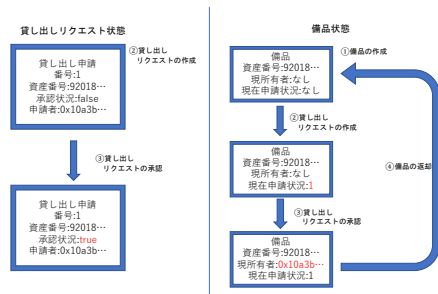 貸し出しリクエスト状態
②貸し出し
リクエストの作成
貸し出し申請
番号:1
資産番号:92018…
承認状況:false
申請者:0x10a3b…
③貸し出し
リクエストの承認
貸し出し申請
番号:1
資産番号:92018…
承認状況:true
申請者:0x10a3b…
備品状態
①備品の作成
備品
資産番号:92018…
現所有者:なし
現在申請状況:なし
②貸し出し
リクエストの作成
備品
資産番号:92018…
現所有者:なし
現在申請状況:1
④備品の返却
③貸し出し
リクエストの承認
備品
資産番号:92018…
現所有者:0x10a3b…
現在申請状況:1